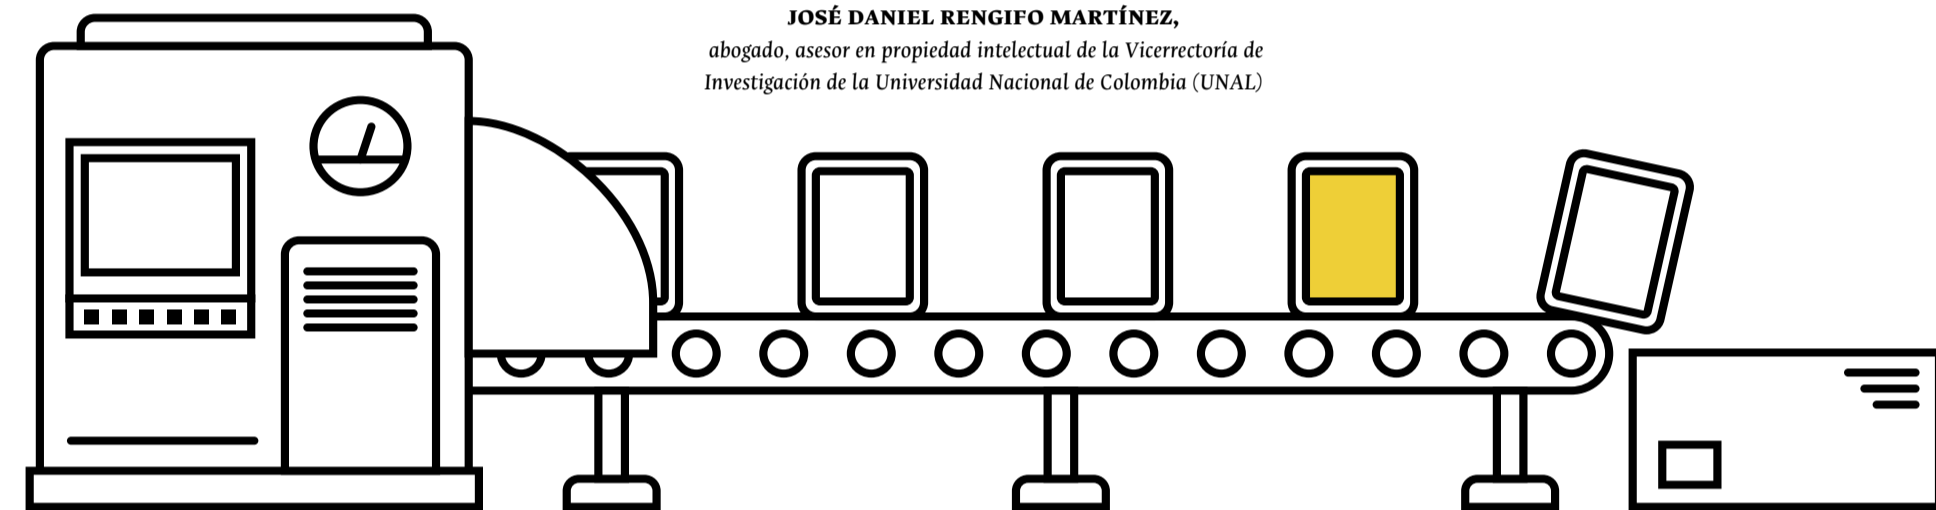 JOSÉ DANIEL RENGIFO MARTÍNEZ,
abogado, asesor en propiedad intelectual de la Vicerrectoría de
Investigación de la Universidad Nacional de Colombia (UNAL)